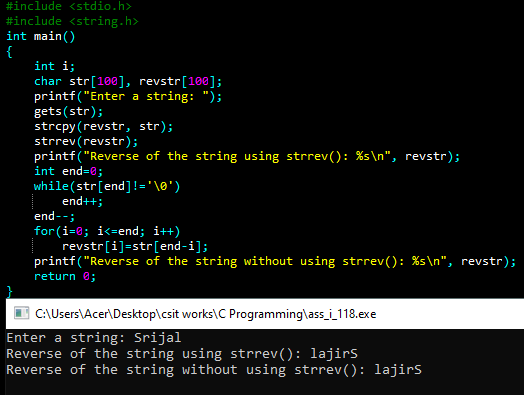 #include <stdio.h>
#include <string.h>
int main()
{
    int i;
    char str[100], revstr[100];
    printf("Enter a string: ");
    gets(str);
    strcpy(revstr, str);
    strrev(revstr);
    printf("Reverse of the string using strrev(): %s\n", revstr);
    int end=0;
    while(str[end]!='\0')
        end++;
    end--;
    for(i=0; i<=end; i++)
        revstr[i]=str[end-i];
    printf("Reverse of the string without using strrev(): %s\n", revstr);
    return 0;
}
C:\Users\Acer\Desktop\csit works\C Programming\ass_i_118.exe
Enter a string: Srijal
Reverse of the string using strrev(): lajirS
Reverse of the string without using strrev(): lajirS